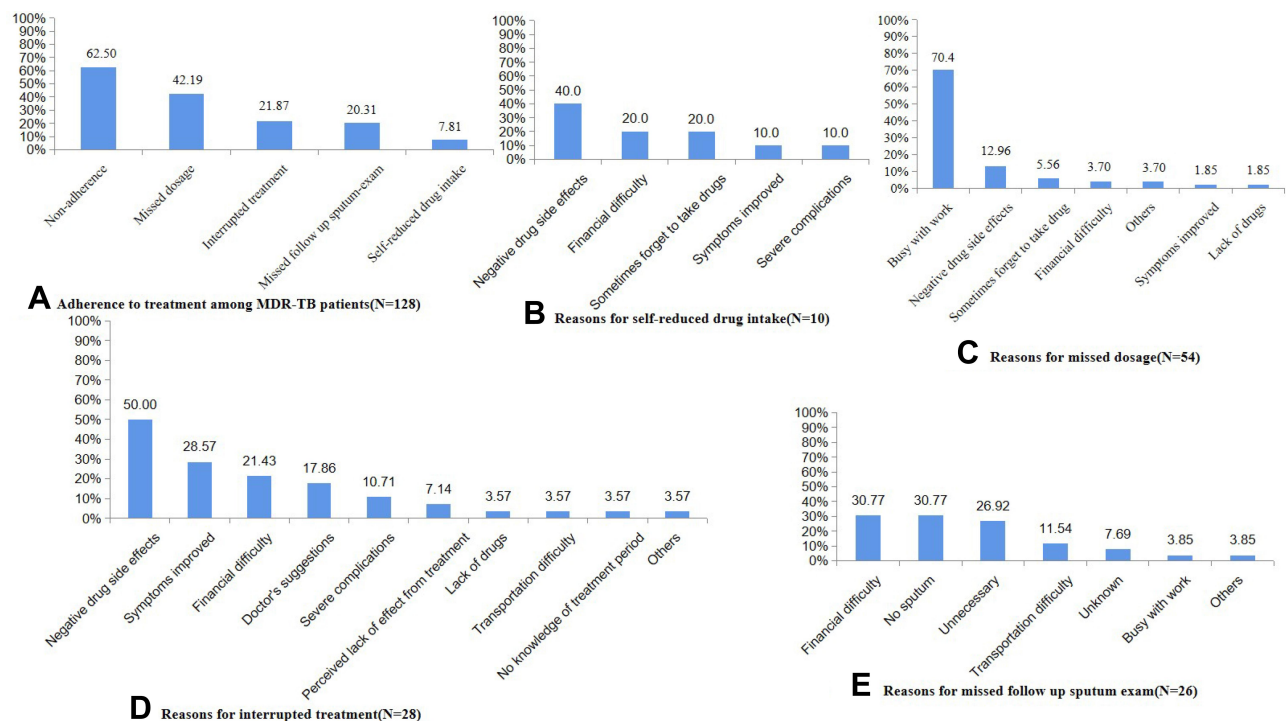 100%
90%
80%
70%
60%
50%
40%
30%
20%
10%
0%
62.50
42.19
21.87
20.31
7.81
Non-adherence
Missed dosage
Interrupted treatment
Missed follow up sputum-exam
Self-reduced drug intake
A Adherence to treatment among MDR-TB patients(N=128)
100%
90%
80%
70%
60%
50%
40%
30%
20%
10%
0%
40.0
20.0
20.0
10.0
10.0
Negative drug side effects
Financial difficulty
Sometimes forget to take drugs
Symptoms improved
Severe complications
B Reasons for self-reduced drug intake(N=10)
100%
90%
80%
70%
60%
50%
40%
30%
20%
10%
0%
70.4
12.96
5.56
3.70
3.70
1.85
1.85
Busy with work
Negative drug side effects
Sometimes forget to take drug
Financial difficulty
Others
Symptoms improved
Lack of drugs
C Reasons for missed dosage(N=54)
100%
90%
80%
70%
60%
50%
40%
30%
20%
10%
0%
50.00
28.57
21.43
17.86
10.71
7.14
3.57
3.57
3.57
3.57
Negative drug side effects
Symptoms improved
Financial difficulty
Doctor's suggestions
Severe complications
Perceived lack of effect from treatment
Lack of drugs
Transportation difficulty
No knowledge of treatment period
Others
D Reasons for interrupted treatment(N=28)
100%
90%
80%
70%
60%
50%
40%
30%
20%
10%
0%
30.77
30.77
26.92
11.54
7.69
3.85
3.85
Financial difficulty
No sputum
Unnecessary
Transportation difficulty
Unknown
Busy with work
Others
E Reasons for missed follow up sputum exam(N=26)